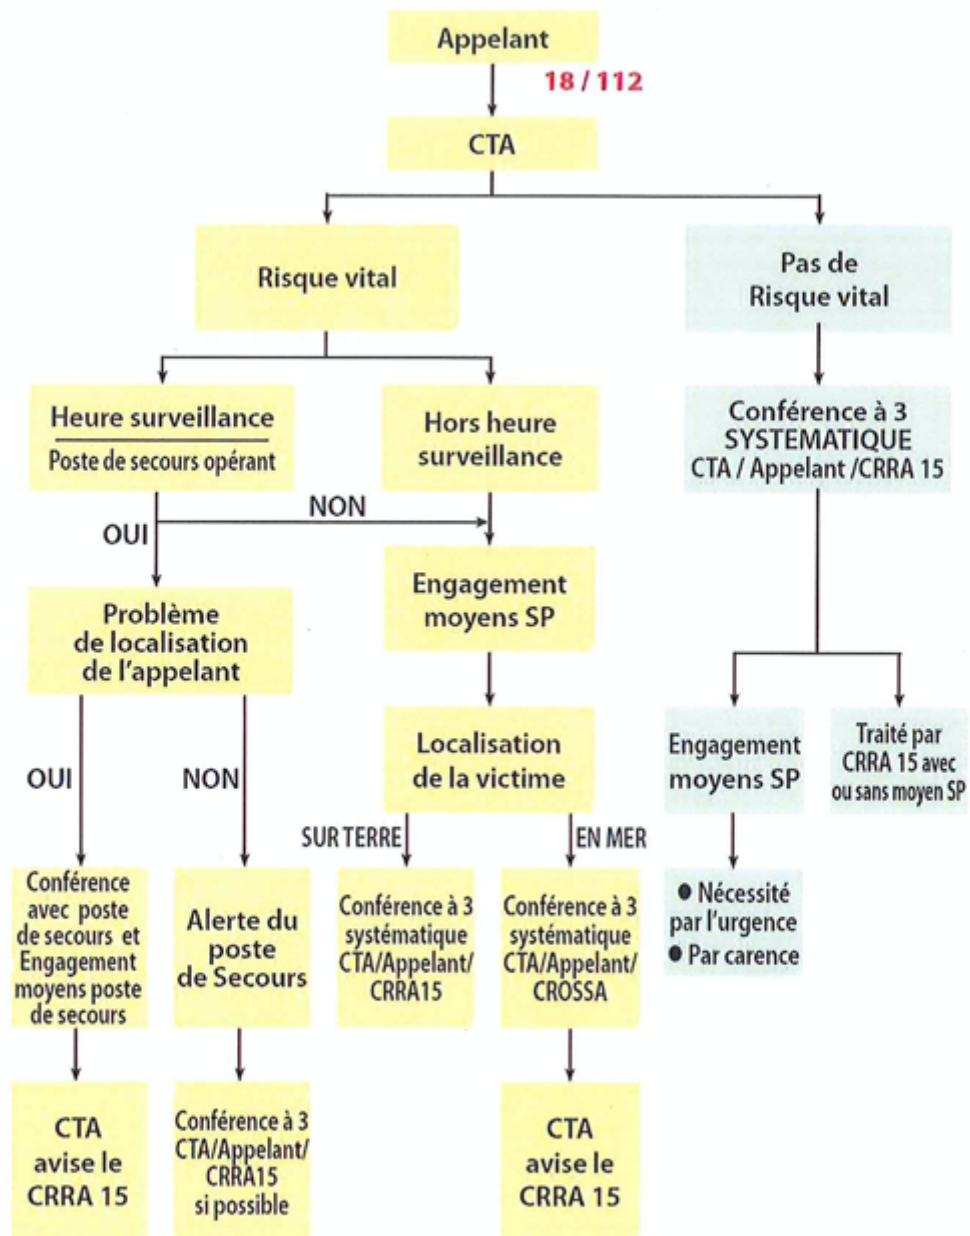 Appelant
18 / 112
CTA
Risque vital
Pas de
Risque vital
Heure surveillance
Poste de secours opérant
Hors heure
surveillance
Conférence à 3
SYSTEMATIQUE
CTA / Appelant /CRRA 15
NON
OUI
Problème
de localisation
de l'appelant
Engagement
moyens SP
OUI
NON
Localisation
de la victime
Engagement
moyens SP
Traité par
CRRA 15 avec
ou sans moyen SP
SUR TERRE
EN MER
Conférence
avec poste
de secours et
Engagement
moyens poste
de secours
Alerte du
poste
de Secours
Conférence à 3
systématique
CTA/Appelant/
CRRA15
Conférence à 3
systématique
CTA/Appelant/
CROSSA
● Nécessité
par l'urgence
● Par carence
CTA
avise le
CRRA 15
Conférence à 3
CTA/Appelant/
CRRA15
si possible
CTA
avise le
CRRA 15